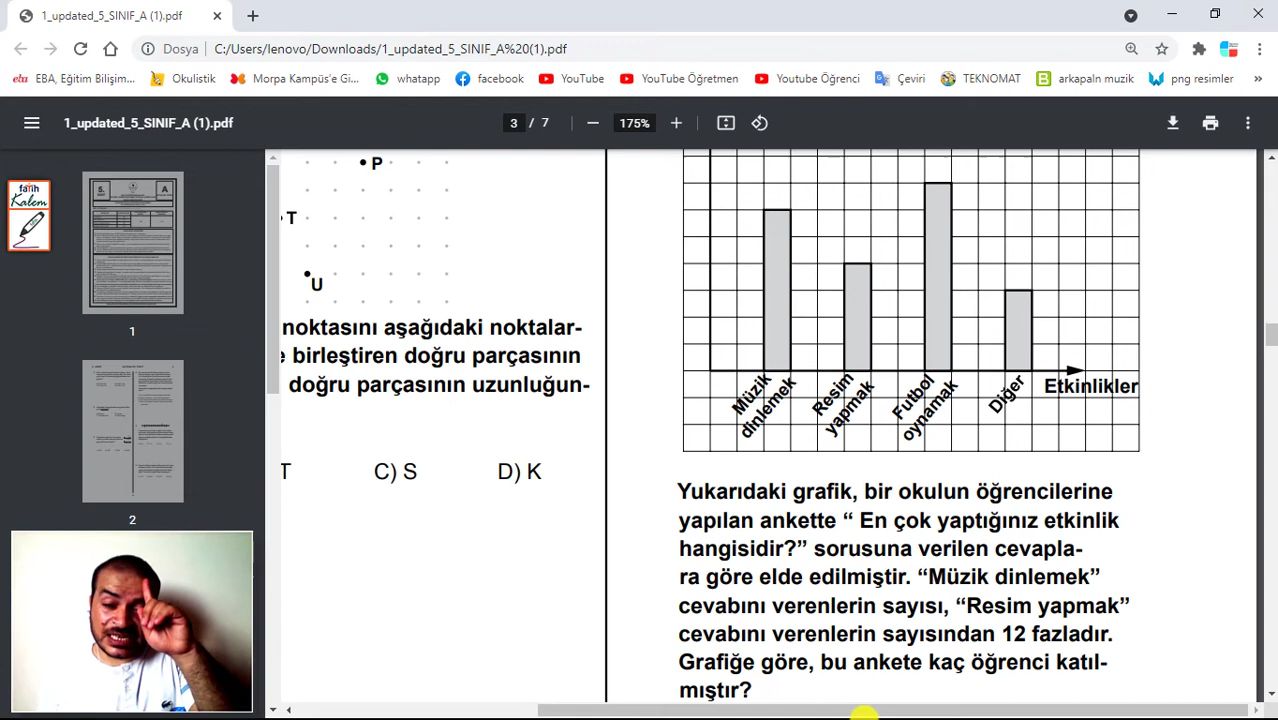 1_updated_5_SINIF_A (1).pdf
Dosya C:/Users/lenovo/Downloads/1_updated_5_SINIF_A%20(1).pdf
eta EBA, Eğitim Bilişim... Okulistik Morpa Kampüs'e Gi... whatapp facebook YouTube YouTube Öğretmen Youtube Öğrenci Çeviri TEKNOMAT arkapaln muzik png resimler »
1_updated_5_SINIF_A (1).pdf 3 / 7 175%
fatih
Kalem
5. A
1
2
P
T
U
noktasını aşağıdaki noktalar-
e birleştiren doğru parçasının
doğru parçasının uzunluğun-
T C) S D) K
Müzik
dinlemek
Resim
yapmak
Futbol
oynamak
Diğer
Etkinlikler
Yukarıdaki grafik, bir okulun öğrencilerine
yapılan ankette “ En çok yaptığınız etkinlik
hangisidir?” sorusuna verilen cevapla-
ra göre elde edilmiştir. “Müzik dinlemek”
cevabını verenlerin sayısı, “Resim yapmak”
cevabını verenlerin sayısından 12 fazladır.
Grafiğe göre, bu ankete kaç öğrenci katıl-
mıştır?